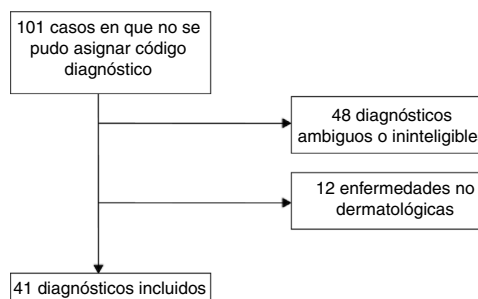 101 casos en que no se
pudo asignar código
diagnóstico
48 diagnósticos
ambiguos o ininteligible
12 enfermedades no
dermatológicas
41 diagnósticos incluidos